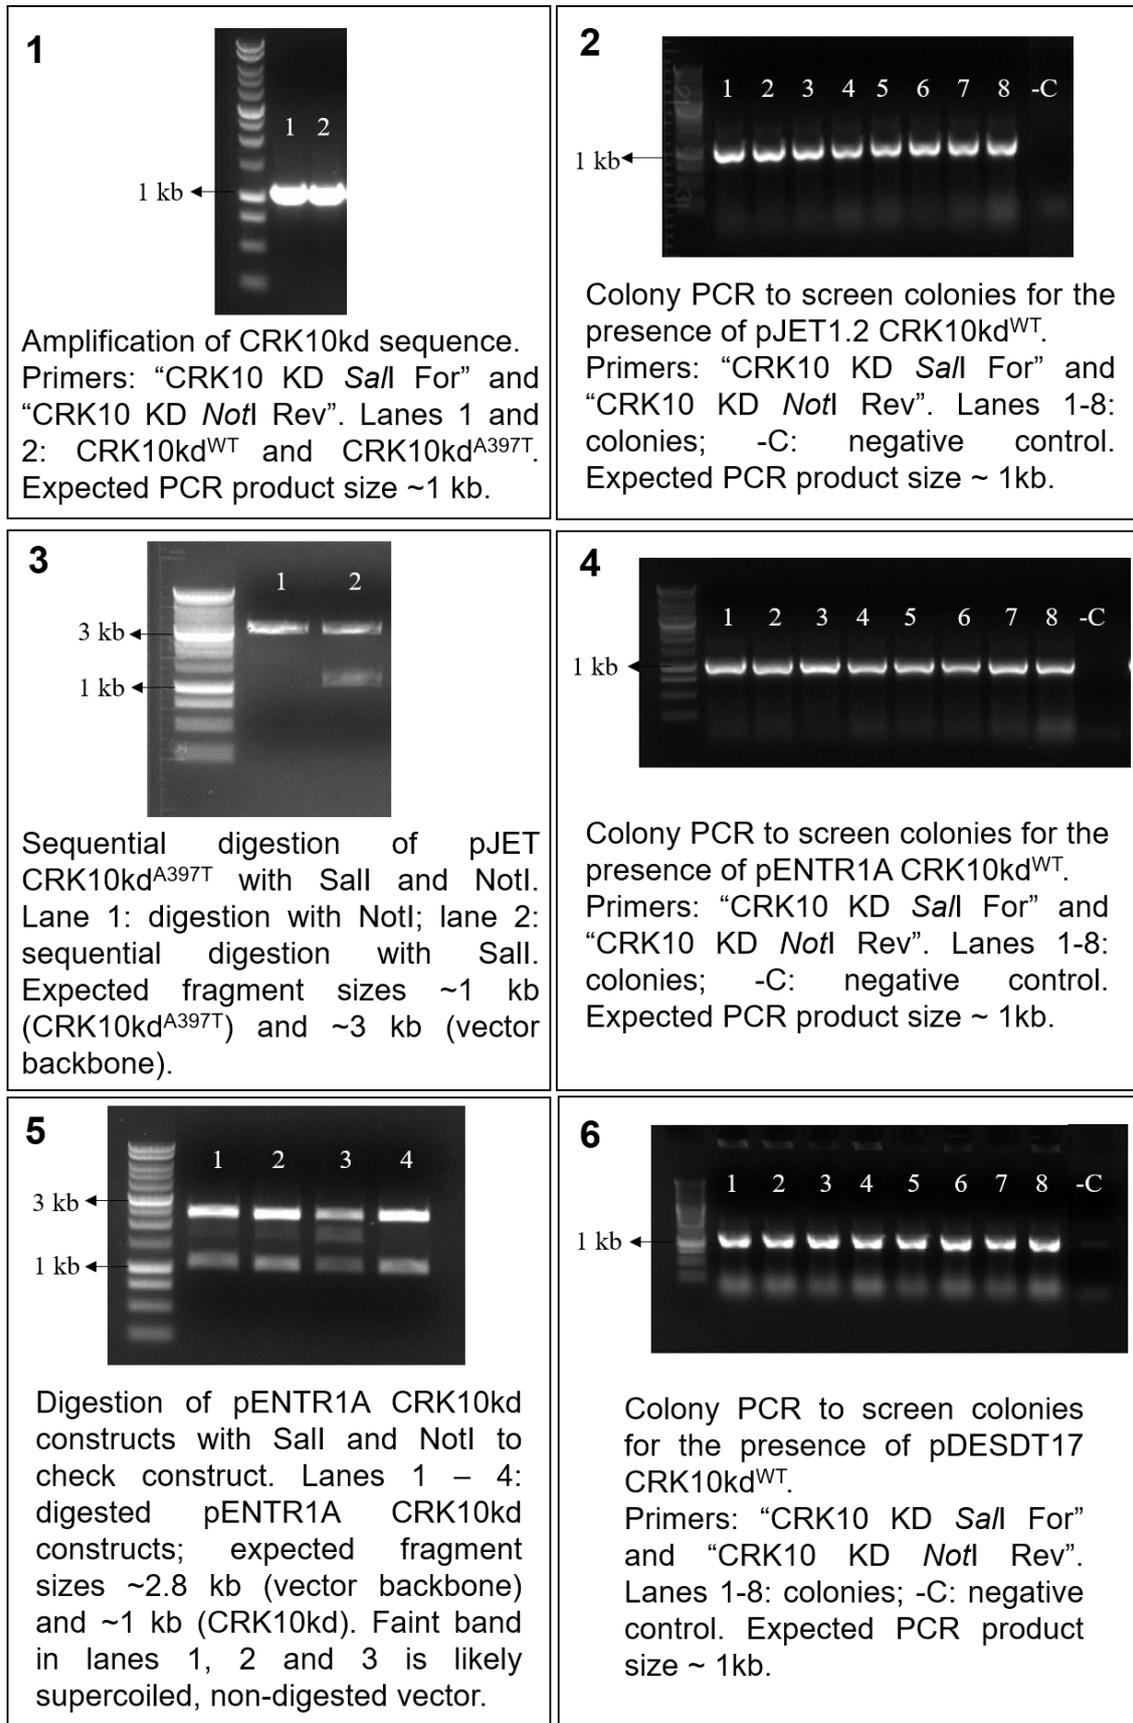 1
1 2
1 kb
Amplification of CRK10kd sequence.
Primers: “CRK10 KD SalI For” and
“CRK10 KD NotI Rev”. Lanes 1 and
2: CRK10kdWT and CRK10kdA397T.
Expected PCR product size ~1 kb.
2
1 2 3 4 5 6 7 8 -C
1 kb
Colony PCR to screen colonies for the
presence of pJET1.2 CRK10kdWT.
Primers: “CRK10 KD SalI For” and
“CRK10 KD NotI Rev”. Lanes 1-8:
colonies; -C: negative control.
Expected PCR product size ~ 1kb.
3
1 2
3 kb
1 kb
Sequential digestion of pJET
CRK10kdA397T with SalI and NotI.
Lane 1: digestion with NotI; lane 2:
sequential digestion with SalI.
Expected fragment sizes ~1 kb
(CRK10kdA397T) and ~3 kb (vector
backbone).
4
1 2 3 4 5 6 7 8 -C
1 kb
Colony PCR to screen colonies for the
presence of pENTR1A CRK10kdWT.
Primers: “CRK10 KD SalI For” and
“CRK10 KD NotI Rev”. Lanes 1-8:
colonies; -C: negative control.
Expected PCR product size ~ 1kb.
5
1 2 3 4
3 kb
1 kb
Digestion of pENTR1A CRK10kd
constructs with SalI and NotI to
check construct. Lanes 1 – 4:
digested pENTR1A CRK10kd
constructs; expected fragment
sizes ~2.8 kb (vector backbone)
and ~1 kb (CRK10kd). Faint band
in lanes 1, 2 and 3 is likely
supercoiled, non-digested vector.
6
1 2 3 4 5 6 7 8 -C
1 kb
Colony PCR to screen colonies
for the presence of pDESDT17
CRK10kdWT.
Primers: “CRK10 KD SalI For”
and “CRK10 KD NotI Rev”.
Lanes 1-8: colonies; -C: negative
control. Expected PCR product
size ~ 1kb.